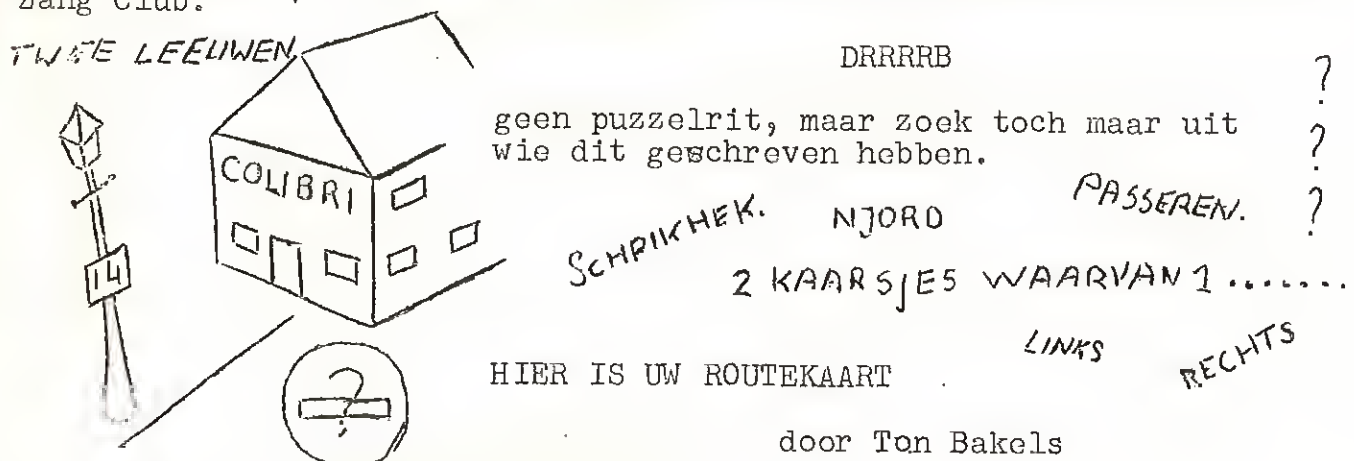 Zang Club.
TWEE LEEUWEN.
DRRRRB
?
geen puzzelrit, maar zoek toch maar uit
?
wie dit geschreven hebben.
COLIBRI
PASSEREN.
?
SCHRIKHEK.
NJORD
14
2 KAARSJES WAARVAN 1 .......
LINKS
RECHTS
?
HIER IS UW ROUTEKAART
door Ton Bakels